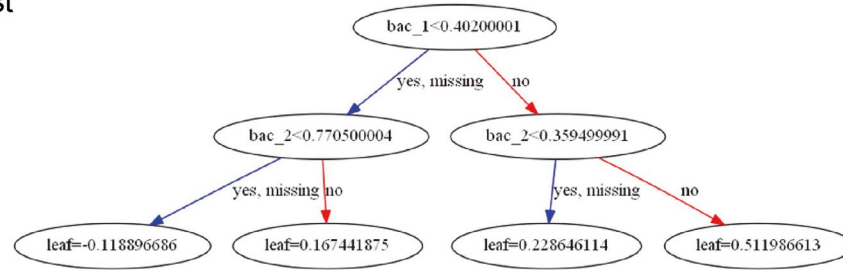 bac_1<0.40200001
yes, missing
no
bac_2<0.770500004
bac_2<0.359499991
yes, missing
no
yes, missing
no
leaf=-0.118896686
leaf=0.167441875
leaf=0.228646114
leaf=0.511986613